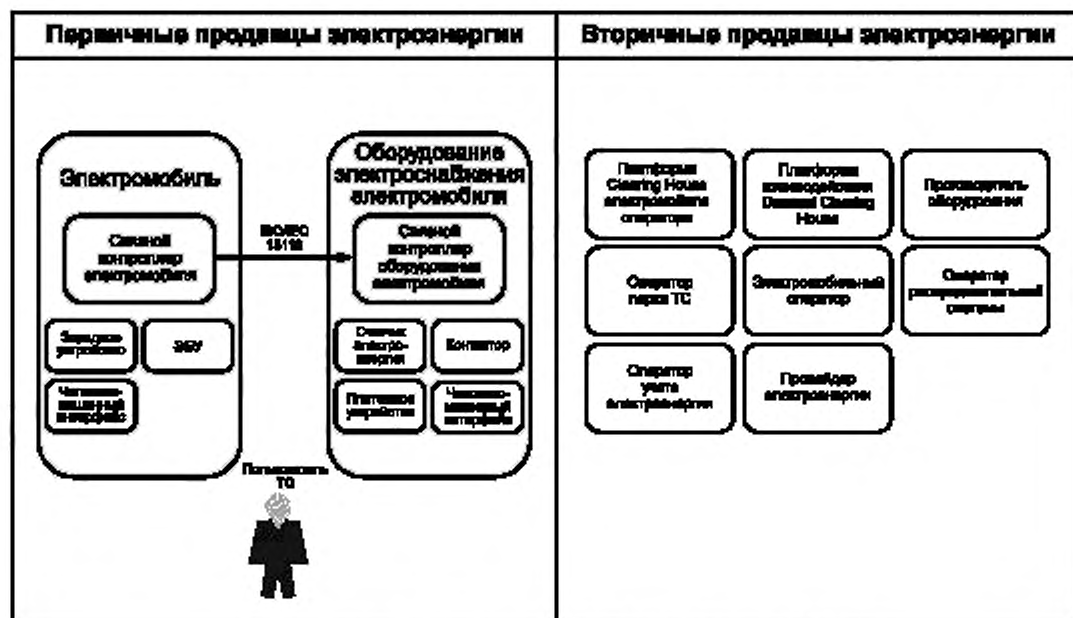 Первичные продавцы электроэнергии
Вторичные продавцы электроэнергии
Электромобиль
Связной
контроллер
электромобиля
Зарядное
устройство
ЭБУ
Человеко-
машинный
интерфейс
15118
Оборудование
электроснабжения
электромобиля
Связной
контроллер
оборудования
электромобиля
Счетчик
электро-
энергии
Контактор
Платежное
устройство
Человеко-
машинный
интерфейс
Пользователь
ТС
Платформа
Clearing House
оператора
Платформа
взаимодействия
Demand Clearing
House
Производитель
оборудования
Оператор
парка ТС
Электромобильный
оператор
Оператор
распределительной
системы
Оператор
учета
электроэнергии
Провайдер
электроэнергии